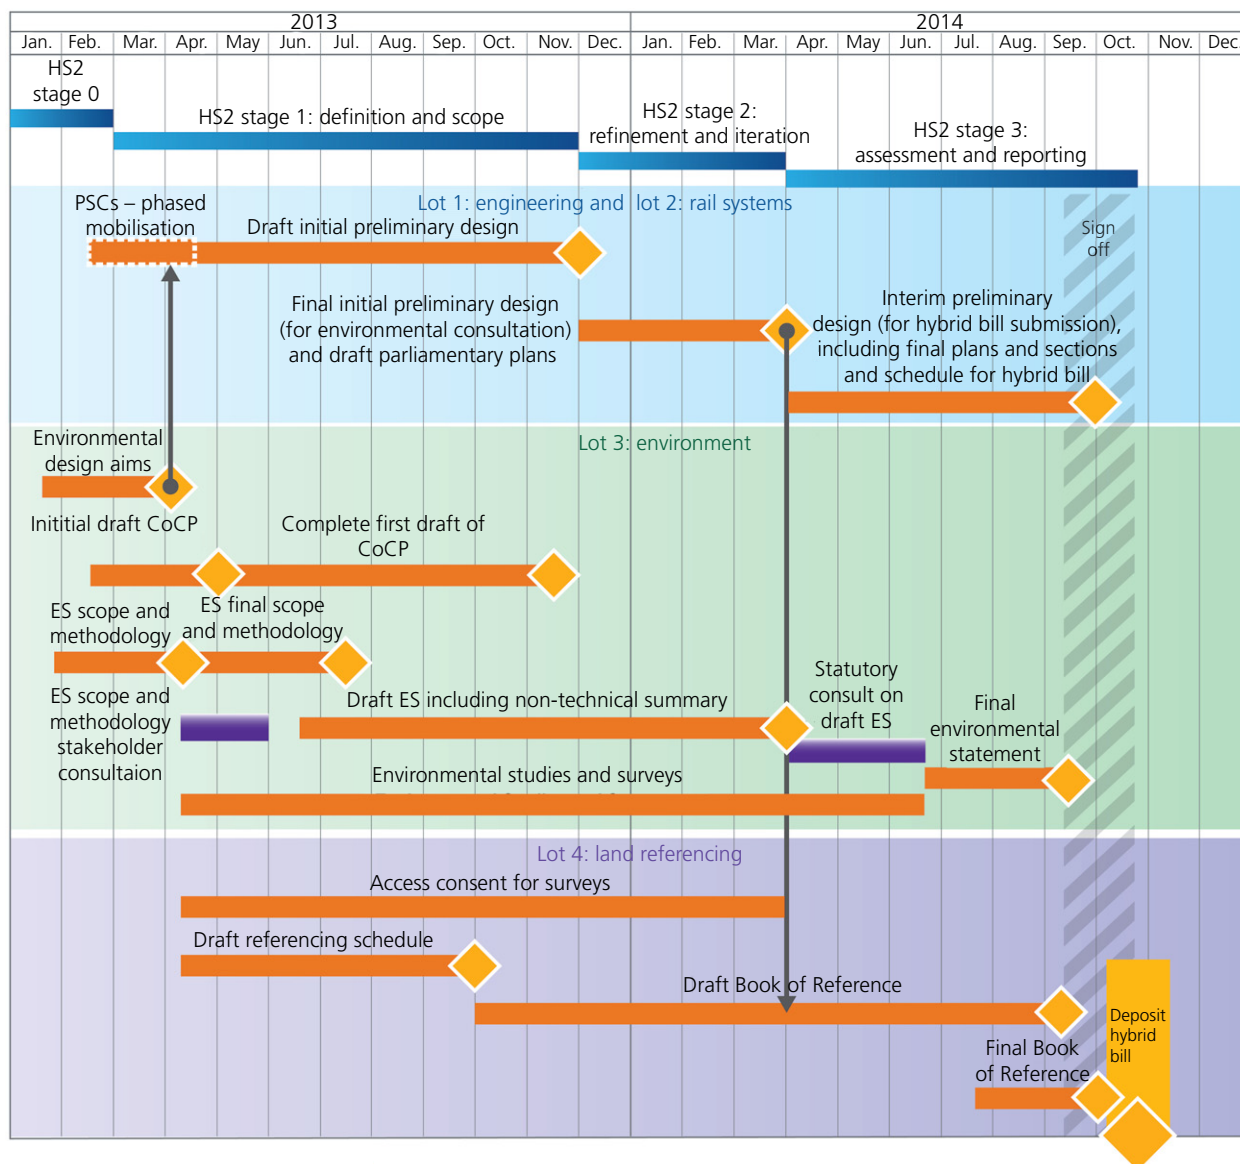 2013
2014
Jan. Feb. Mar. Apr. May Jun. Jul. Aug. Sep. Oct. Nov. Dec. Jan. Feb. Mar. Apr. May Jun. Jul. Aug. Sep. Oct. Nov. Dec.
HS2
stage 0
HS2 stage 1: definition and scope
HS2 stage 2:
refinement and iteration
HS2 stage 3:
assessment and reporting
Lot 1: engineering and lot 2: rail systems
PSCs – phased
mobilisation
Draft initial preliminary design
Sign
off
Final initial preliminary design
(for environmental consultation)
and draft parliamentary plans
Interim preliminary
design (for hybrid bill submission),
including final plans and sections
and schedule for hybrid bill
Lot 3: environment
Environmental
design aims
Inititial draft CoCP
Complete first draft of
CoCP
ES scope and
methodology
ES final scope
and methodology
ES scope and
methodology
stakeholder
consultaion
Draft ES including non-technical summary
Statutory
consult on
draft ES
Final
environmental
statement
Environmental studies and surveys
Lot 4: land referencing
Access consent for surveys
Draft referencing schedule
Draft Book of Reference
Deposit
hybrid
bill
Final Book
of Reference